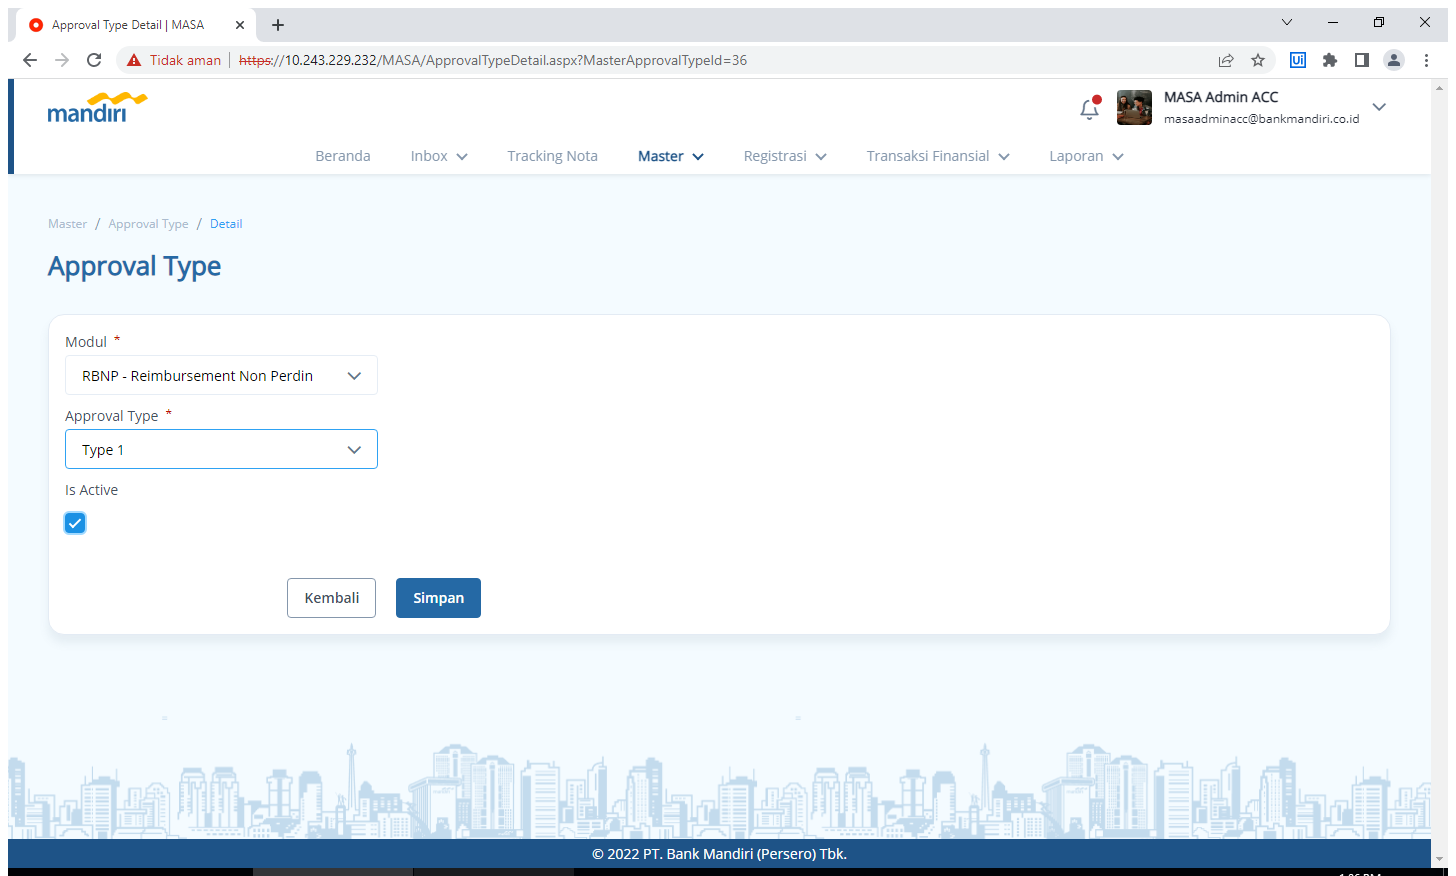 Approval Type Detail | MASA
Tidak aman
https://10.243.229.232/MASA/ApprovalTypeDetail.aspx?MasterApprovalTypeId=36
Ui
mandiri
MASA Admin ACC
masaadminacc@bankmandiri.co.id
Beranda Inbox Tracking Nota Master Registrasi Transaksi Finansial Laporan
Master / Approval Type / Detail
Approval Type
Modul *
RBNP - Reimbursement Non Perdin
Approval Type *
Type 1
Is Active
Kembali Simpan
© 2022 PT. Bank Mandiri (Persero) Tbk.